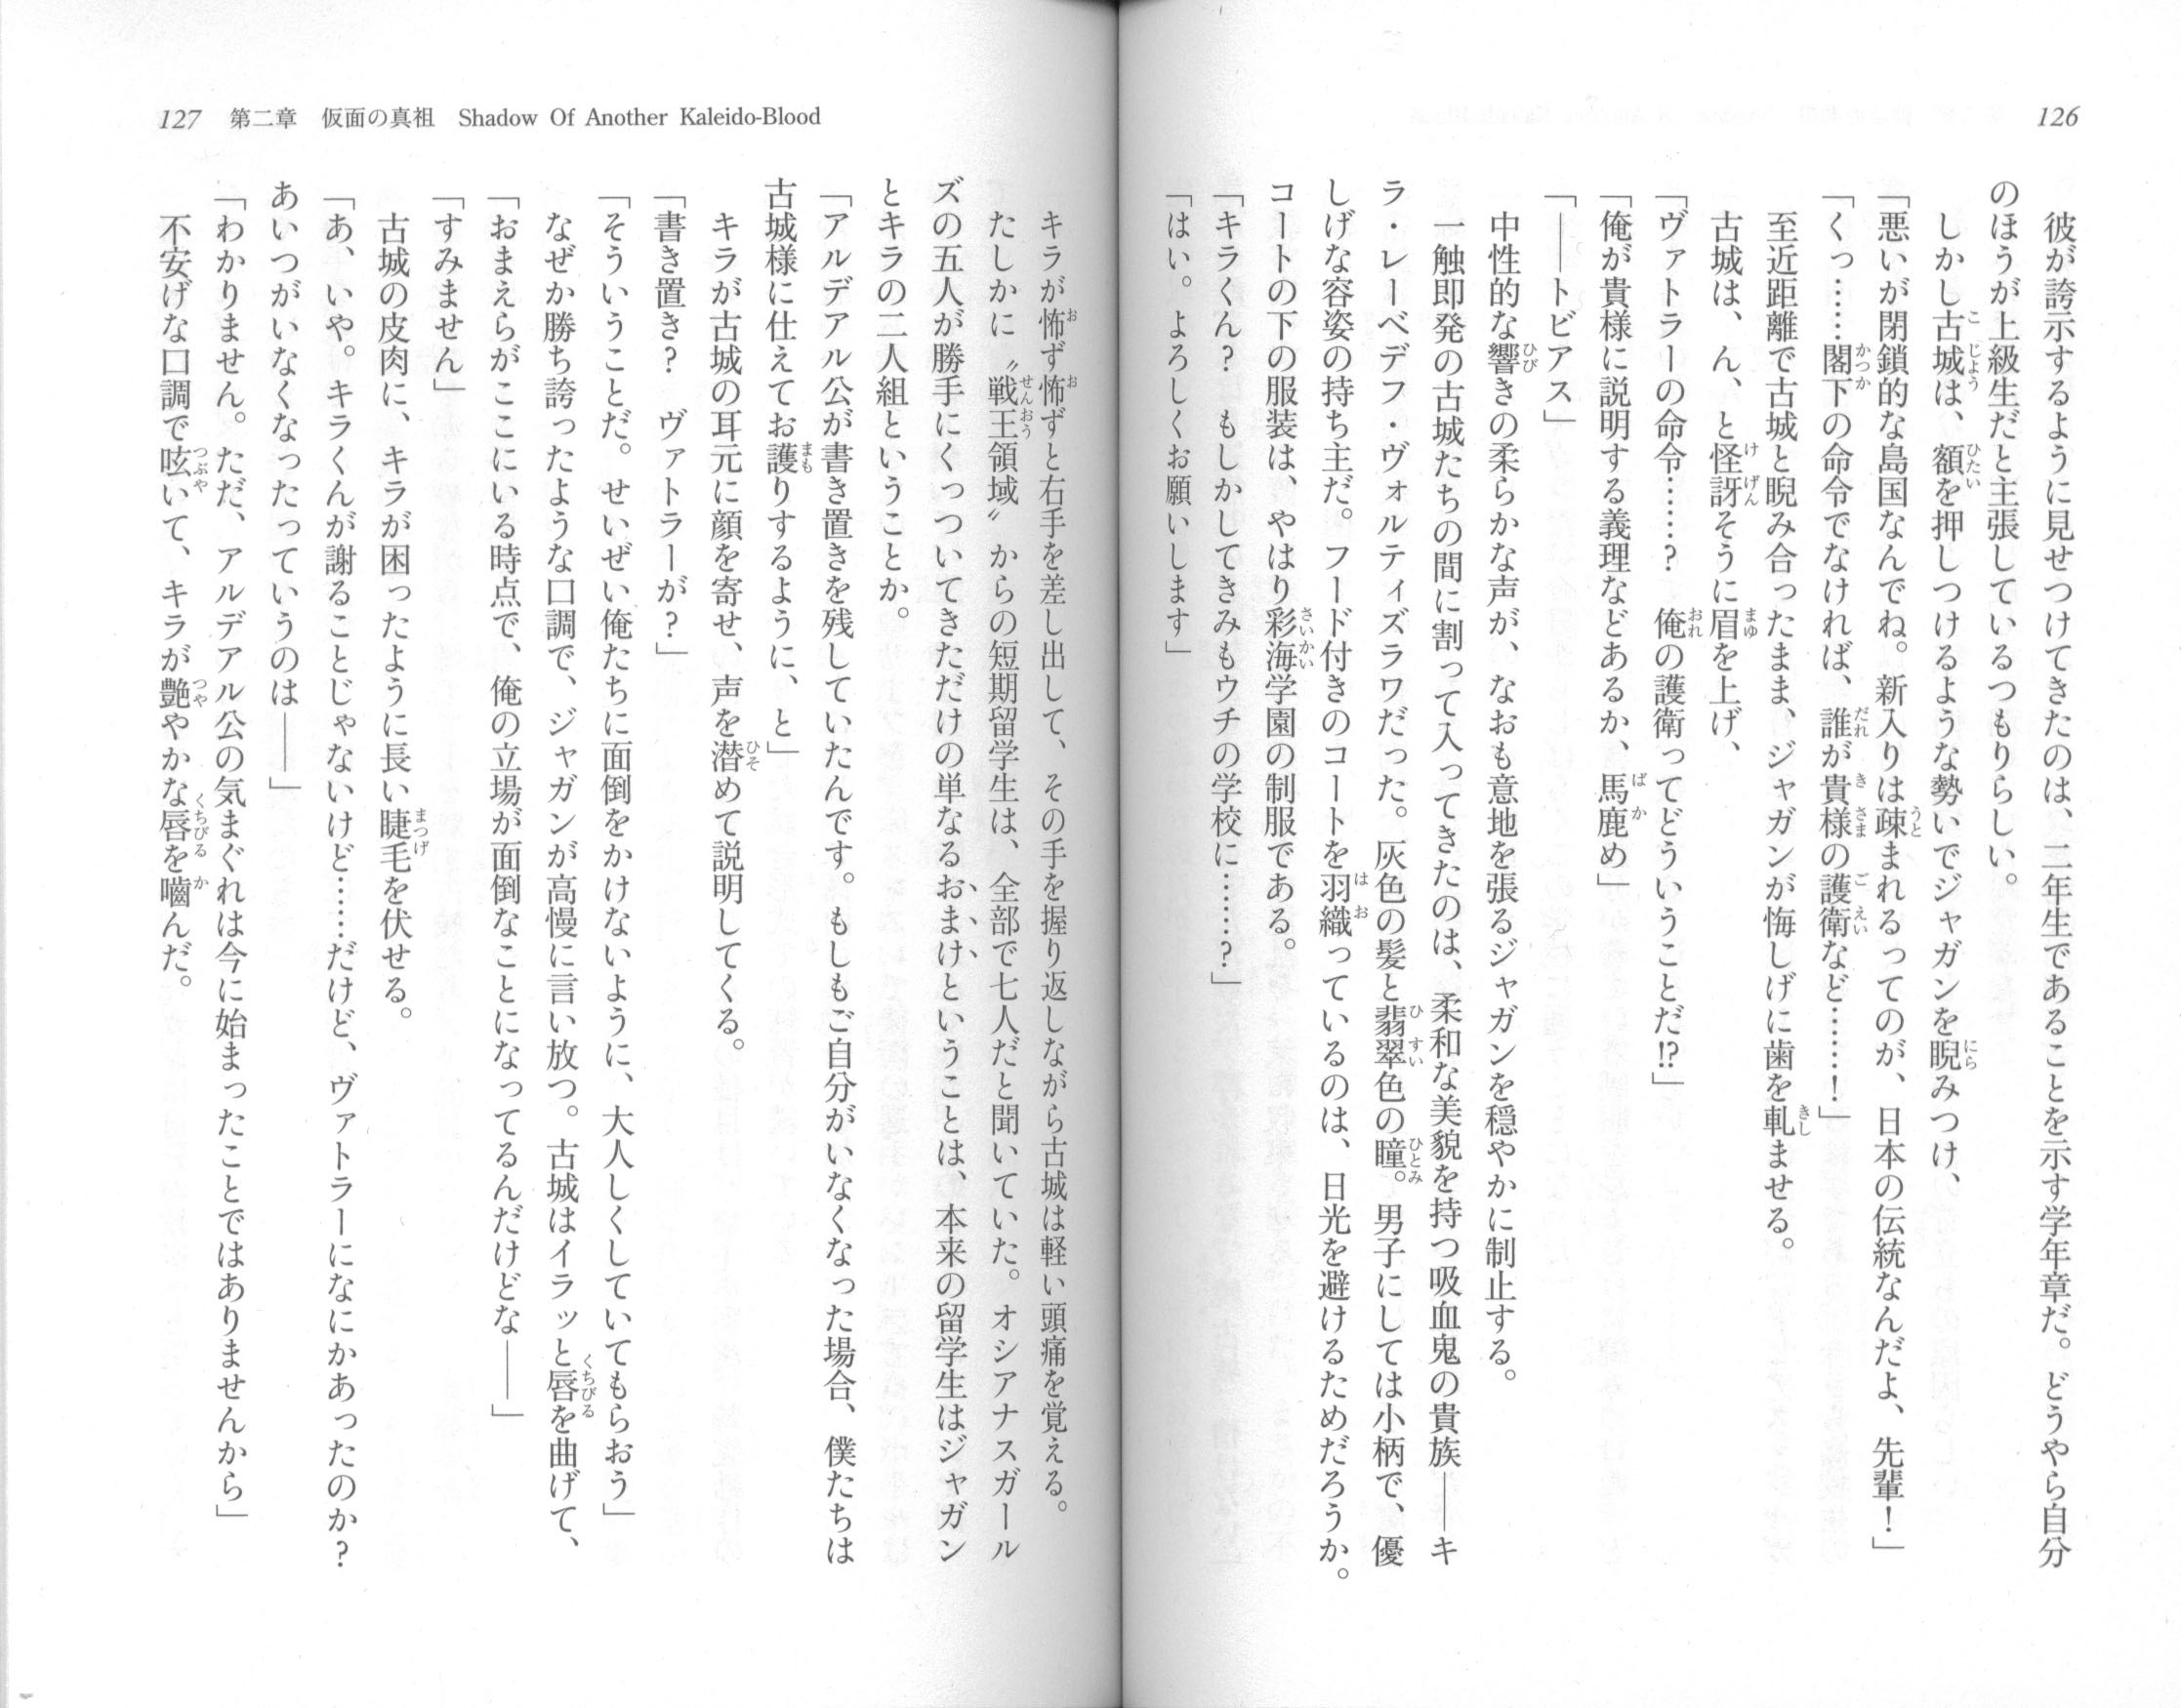 126
彼が誇示するように見せつけてきたのは、二年生であることを示す学年章だ。どうやら自分
のほうが上級生だと主張しているつもりらしい。
しかし古城は、額を押しつけるような勢いでジャガンを睨みつけ、
「悪いが閉鎖的な島国なんでね。新入りは疎まれるってのが、日本の伝統なんだよ、先輩！」
「くっ……閣下の命令でなければ、誰が貴様の護衛など……！」
至近距離で古城と睨み合ったまま、ジャガンが悔しげに歯を軋ませる。
古城は、ん、と怪訝そうに眉を上げ、
「ヴァトラーの命令……？　俺の護衛ってどういうことだ!?」
「俺が貴様に説明する義理などあるか、馬鹿め」
「――トビアス」
中性的な響きの柔らかな声が、なおも意地を張るジャガンを穏やかに制止する。
一触即発の古城たちの間に割って入ってきたのは、柔和な美貌を持つ吸血鬼の貴族――キ
ラ・レーベデフ・ヴォルティズラワだった。灰色の髪と翡翠色の瞳。男子にしては小柄で、優
しげな容姿の持ち主だ。フード付きのコートを羽織っているのは、日光を避けるためだろうか。
コートの下の服装は、やはり彩海学園の制服である。
「キラくん？　もしかしてきみもウチの学校に……？」
「はい。よろしくお願いします」
127　第二章　仮面の真祖　Shadow Of Another Kaleido-Blood
キラが怖ず怖ずと右手を差し出して、その手を握り返しながら古城は軽い頭痛を覚える。
たしかに〝戦王領域〟からの短期留学生は、全部で七人だと聞いていた。オシアナスガール
ズの五人が勝手にくっついてきただけの単なるおまけということは、本来の留学生はジャガン
とキラの二人組ということか。
「アルデアル公が書き置きを残していたんです。もしもご自分がいなくなった場合、僕たちは
古城様に仕えてお護りするように、と」
キラが古城の耳元に顔を寄せ、声を潜めて説明してくる。
「書き置き？　ヴァトラーが？」
「そういうことだ。せいぜい俺たちに面倒をかけないように、大人しくしていてもらおう」
なぜか勝ち誇ったような口調で、ジャガンが高慢に言い放つ。古城はイラッと唇を曲げて、
「おまえらがここにいる時点で、俺の立場が面倒なことになってるんだけどな――」
「すみません」
古城の皮肉に、キラが困ったように長い睫毛を伏せる。
「あ、いや。キラくんが謝ることじゃないけど……だけど、ヴァトラーになにかあったのか？
あいつがいなくなったっていうのは――」
「わかりません。ただ、アルデアル公の気まぐれは今に始まったことではありませんから」
不安げな口調で呟いて、キラが艶やかな唇を嚙んだ。